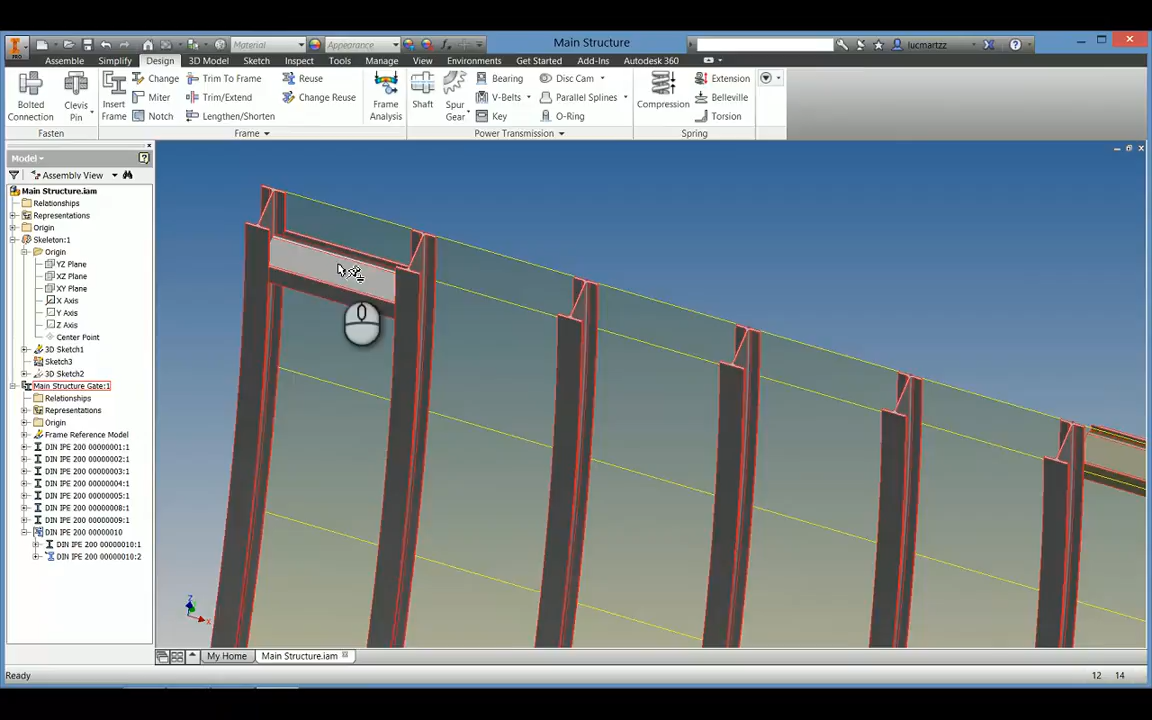 PRO Material Appearance Main Structure lucmartzz
Assemble Simplify Design 3D Model Sketch Inspect Tools Manage View Environments Get Started Add-Ins Autodesk 360
Bolted Connection Clevis Pin Insert Frame Change Miter Notch Trim To Frame Trim/Extend Lengthen/Shorten Reuse Change Reuse Frame Analysis Shaft Spur Gear Bearing V-Belts Key Disc Cam Parallel Splines O-Ring Compression Extension Belleville Torsion
Fasten Frame Power Transmission Spring
Model
Assembly View
Main Structure.iam
Relationships
Representations
Origin
Skeleton:1
Origin
YZ Plane
XZ Plane
XY Plane
X Axis
Y Axis
Z Axis
Center Point
3D Sketch1
Sketch3
3D Sketch2
Main Structure Gate:1
Relationships
Representations
Origin
Frame Reference Model
DIN IPE 200 00000001:1
DIN IPE 200 00000002:1
DIN IPE 200 00000003:1
DIN IPE 200 00000004:1
DIN IPE 200 00000005:1
DIN IPE 200 00000008:1
DIN IPE 200 00000009:1
DIN IPE 200 00000010
DIN IPE 200 00000010:1
DIN IPE 200 00000010:2
Z
X
My Home Main Structure.iam
Ready 12 14